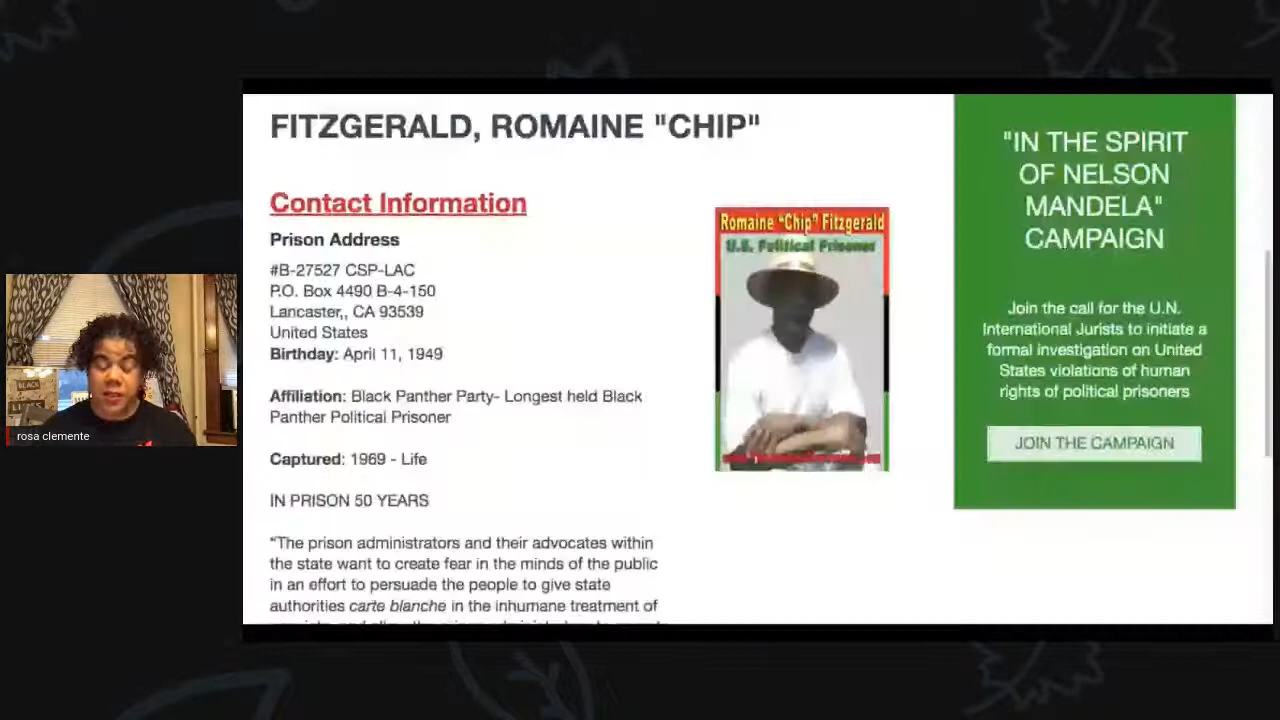 FITZGERALD, ROMAINE "CHIP"
Contact Information
Prison Address
#B-27527 CSP-LAC
P.O. Box 4490 B-4-150
Lancaster,, CA 93539
United States
Birthday: April 11, 1949
Affiliation: Black Panther Party- Longest held Black
Panther Political Prisoner
Captured: 1969 - Life
IN PRISON 50 YEARS
“The prison administrators and their advocates within
the state want to create fear in the minds of the public
in an effort to persuade the people to give state
authorities carte blanche in the inhumane treatment of
Romaine "Chip" Fitzgerald
U.S. Political Prisoner
"IN THE SPIRIT
OF NELSON
MANDELA"
CAMPAIGN
Join the call for the U.N.
International Jurists to initiate a
formal investigation on United
States violations of human
rights of political prisoners
JOIN THE CAMPAIGN
BLACK
LIVES
rosa clemente